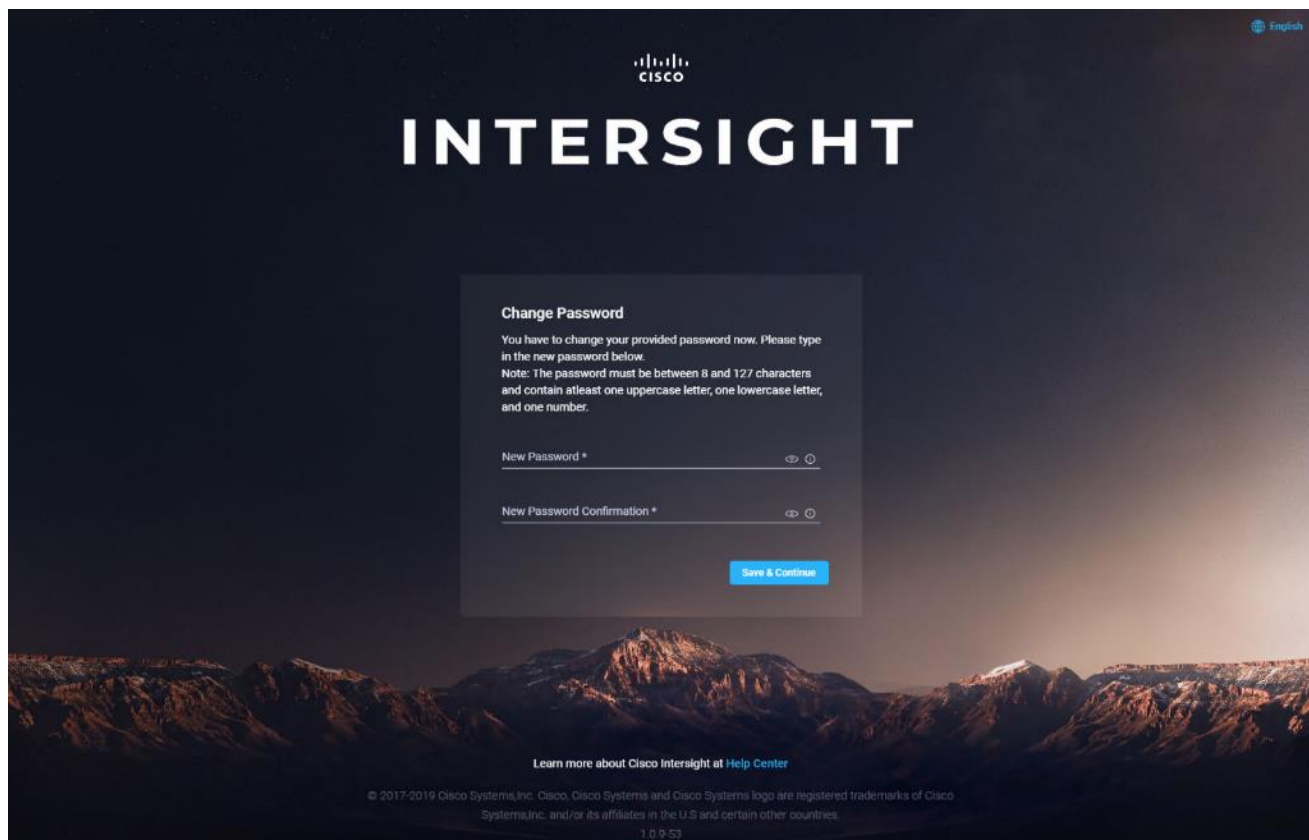 English
CISCO
INTERSIGHT
Change Password
You have to change your provided password now. Please type
in the new password below.
Note: The password must be between 8 and 127 characters
and contain atleast one uppercase letter, one lowercase letter,
and one number.
New Password *
New Password Confirmation *
Save & Continue
Learn more about Cisco Intersight at Help Center
© 2017-2019 Cisco Systems,Inc. Cisco, Cisco Systems and Cisco Systems logo are registered trademarks of Cisco
Systems,Inc. and/or its affiliates in the U.S and certain other countries.
1.0.9-53